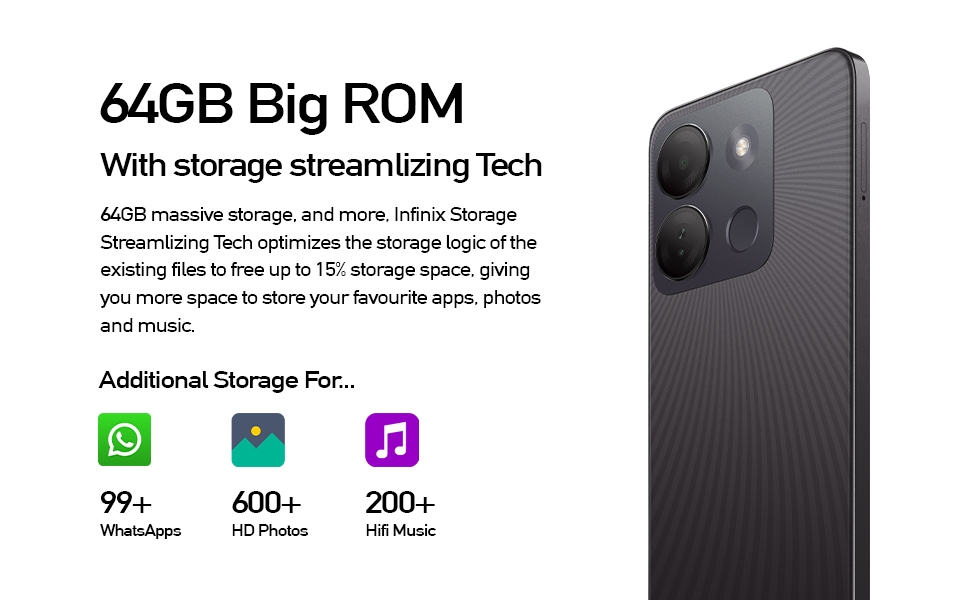 64GB Big ROM
With storage streamlizing Tech
64GB massive storage, and more, Infinix Storage
Streamlizing Tech optimizes the storage logic of the
existing files to free up to 15% storage space, giving
you more space to store your favourite apps, photos
and music.
Additional Storage For...
99+ 600+ 200+
WhatsApps HD Photos Hifi Music